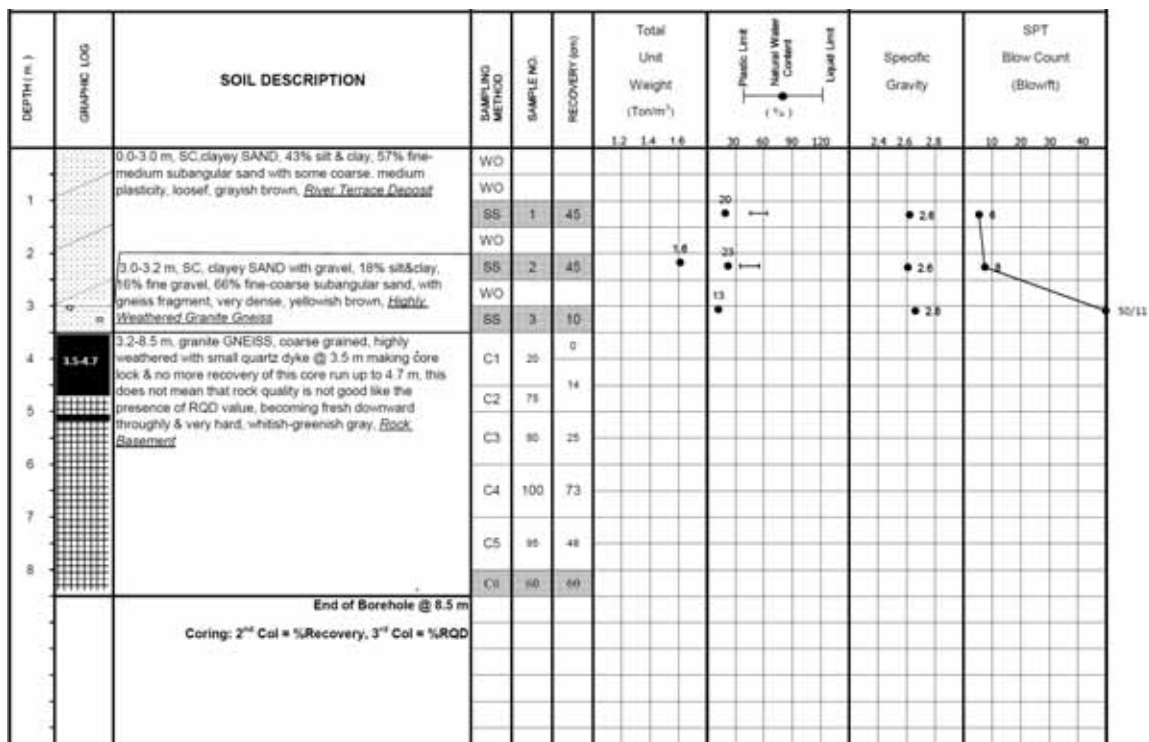 DEPTH ( m. )
GRAPHIC LOG
SOIL DESCRIPTION
SAMPLING METHOD
SAMPLE NO.
RECOVERY (cm)
Total
Unit
Weight
(Ton/m³)
1.2 1.4 1.6
Plastic Limit
Natural Water Content
Liquid Limit
( % )
30 60 90 120
Specific
Gravity
2.4 2.6 2.8
SPT
Blow Count
(Blow/ft)
10 20 30 40
0.0-3.0 m, SC,clayey SAND, 43% silt & clay, 57% fine-
medium subangular sand with some coarse. medium
plasticity, loosef, grayish brown, River Terrace Deposit
WO
WO
1
SS 1 45 20 2.6 6
WO
2
3.0-3.2 m, SC, clayey SAND with gravel, 18% silt&clay,
16% fine gravel, 66% fine-coarse subangular sand, with
gneiss fragment, very dense, yellowish brown, Highly
Weathered Granite Gneiss
SS 2 45 1.6 23 2.6 8
WO
3
SS 3 10 13 2.6 50/11
3.2-8.5 m, granite GNEISS, coarse grained, highly
weathered with small quartz dyke @ 3.5 m making core
lock & no more recovery of this core run up to 4.7 m, this
does not mean that rock quality is not good like the
presence of RQD value, becoming fresh downward
throughly & very hard, whitish-greenish gray, Rock
Basement
4
3.5-4.7
C1 20 0
C2 75 14
5
C3 80 25
6
C4 100 73
7
C5 95 48
8
C6 60 60
End of Borehole @ 8.5 m
Coring: 2nd Col = %Recovery, 3rd Col = %RQD